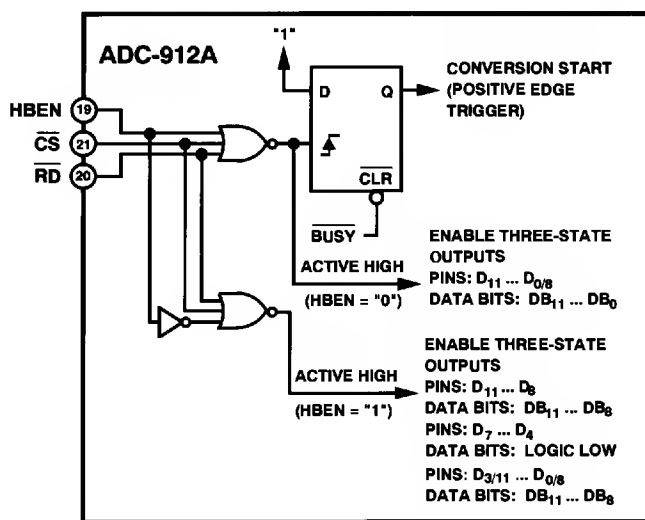 ADC-912A
"1"
HBEN 19
CS 21
RD 20
D Q
CLR
BUSY
CONVERSION START
(POSITIVE EDGE
TRIGGER)
ACTIVE HIGH
(HBEN = "0")
ENABLE THREE-STATE
OUTPUTS
PINS: D11 ... D0/8
DATA BITS: DB11 ... DB0
ACTIVE HIGH
(HBEN = "1")
ENABLE THREE-STATE
OUTPUTS
PINS: D11 ... D8
DATA BITS: DB11 ... DB8
PINS: D7 ... D4
DATA BITS: LOGIC LOW
PINS: D3/11 ... D0/8
DATA BITS: DB11 ... DB8